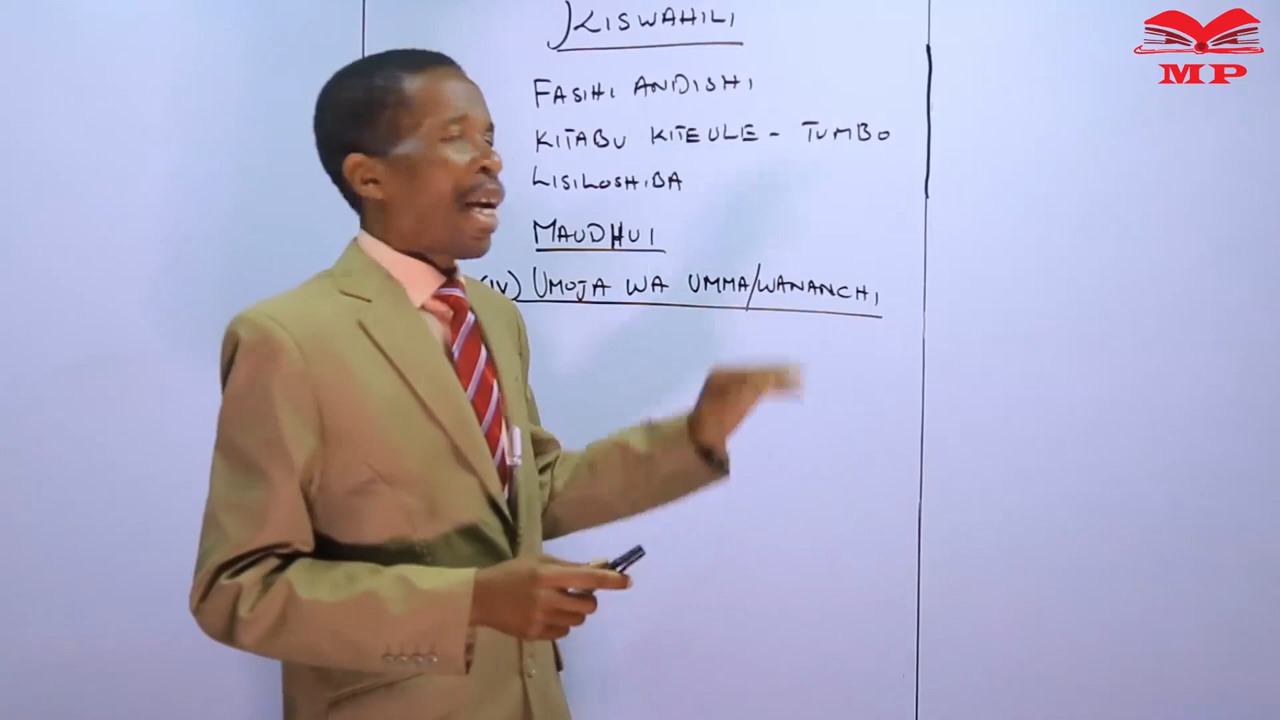 KISWAHILI
FASIHI ANDISHI
KITABU KITEULE - TUMBO
LISILOSHIBA
MAUDHUI
(IV) UMOJA WA UMMA/WANANCHI
MP